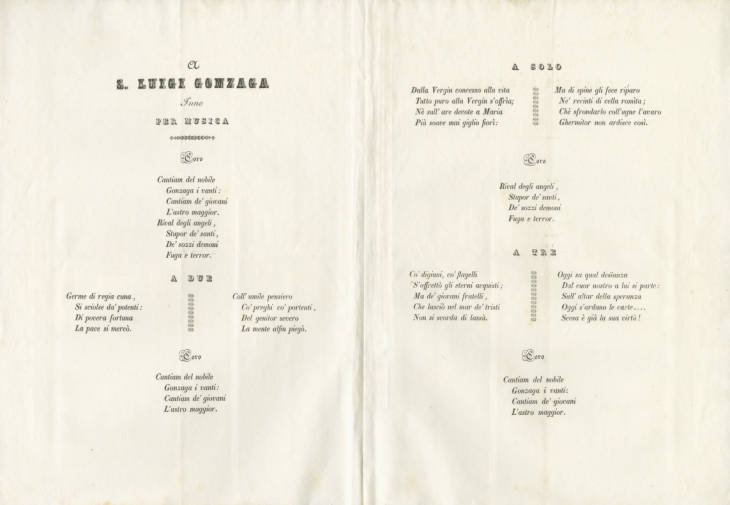 A
S. LUIGI GONZAGA
Inno
PER MUSICA
Coro
Cantiam del nobile
Gonzaga i vanti:
Cantiam de' giovani
L'astro maggior.
Rival degli angeli,
Stupor de' santi,
De' sozzi demoni
Fuga e terror.
A DUE
Germe di regia cuna,
Si sciolse da' potenti:
Di povera fortuna
La pace si mercò.
Coll' umile pensiero
Co' preghi co' portenti,
Del genitor severo
La mente alfin piegò.
Coro
Cantiam del nobile
Gonzaga i vanti:
Cantiam de' giovani
L'astro maggior.
A SOLO
Dalla Vergin concesso alla vita
Tutto puro alla Vergin s'offrìa;
Nè sull' are devote a Maria
Più soave mai giglio fiorì:
Ma di spine gli fece riparo
Ne' recinti di cella romita;
Chè sfrondarlo coll'ugne l'avaro
Ghermitor non ardisce così.
Coro
Rival degli angeli,
Stupor de' santi,
De' sozzi demoni
Fuga e terror.
A TRE
Co' digiuni, co' flagelli
S'affrettò gli eterni acquisti;
Ma de' giovani fratelli,
Che lasciò nel mar de' tristi
Non si scorda di lassà.
Oggi sa qual desianza
Dal cuor nostro a lui si parte:
Sull' altar della speranza
Oggi s'ardano le carte....
Scesa è già la sua virtù!
Coro
Cantiam del nobile
Gonzaga i vanti:
Cantiam de' giovani
L'astro maggior.